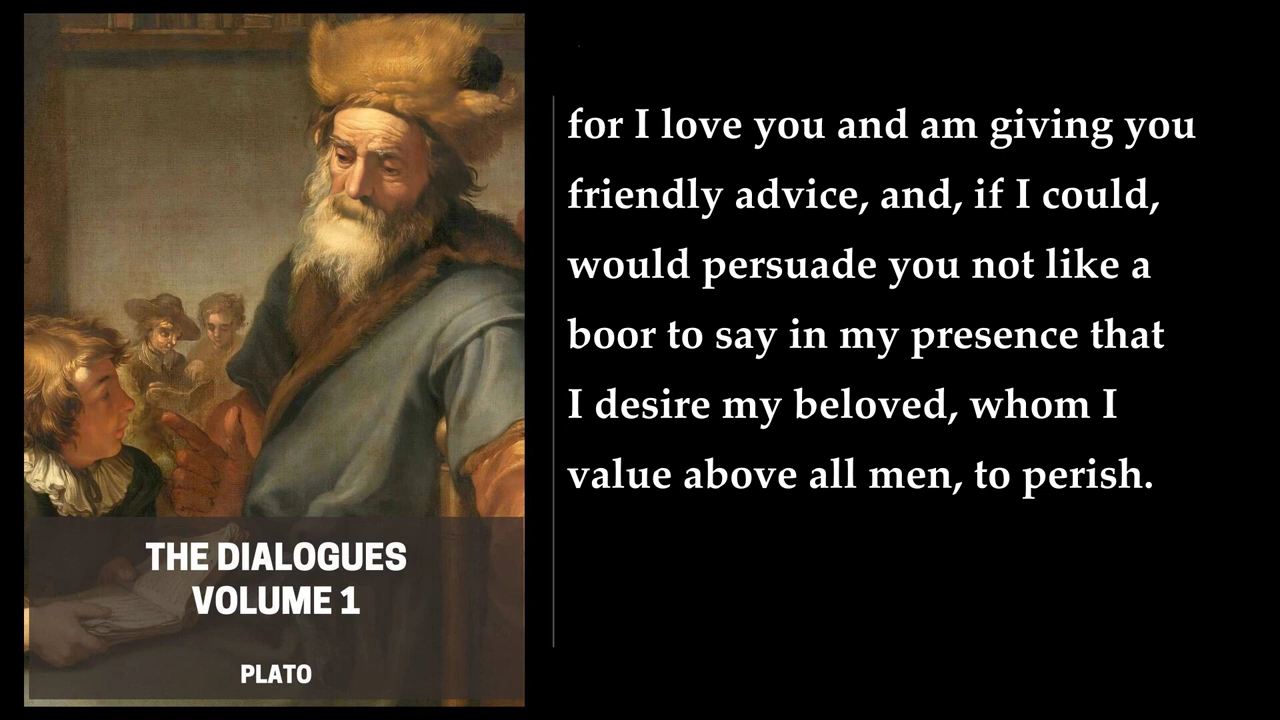 for I love you and am giving you
friendly advice, and, if I could,
would persuade you not like a
boor to say in my presence that
I desire my beloved, whom I
value above all men, to perish.
THE DIALOGUES
VOLUME 1
PLATO